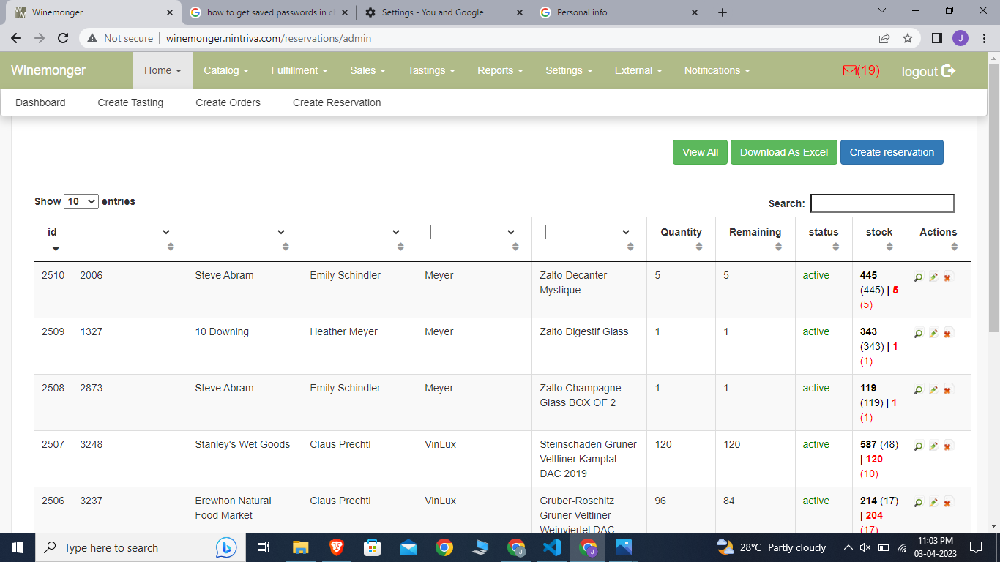 Winemonger
how to get saved passwords in c
Settings - You and Google
Personal info
Not secure
winemonger.nintriva.com/reservations/admin
J
Winemonger
Home
Catalog
Fulfillment
Sales
Tastings
Reports
Settings
External
Notifications
(19)
logout
Dashboard
Create Tasting
Create Orders
Create Reservation
View All
Download As Excel
Create reservation
Show 10 entries
Search:
id
Quantity
Remaining
status
stock
Actions
2510
2006
Steve Abram
Emily Schindler
Meyer
Zalto Decanter
Mystique
5
5
active
445
(445) | 5
(5)
2509
1327
10 Downing
Heather Meyer
Meyer
Zalto Digestif Glass
1
1
active
343
(343) | 1
(1)
2508
2873
Steve Abram
Emily Schindler
Meyer
Zalto Champagne
Glass BOX OF 2
1
1
active
119
(119) | 1
(1)
2507
3248
Stanley's Wet Goods
Claus Prechtl
VinLux
Steinschaden Gruner
Veltliner Kamptal
DAC 2019
120
120
active
587 (48)
| 120
(10)
2506
3237
Erewhon Natural
Food Market
Claus Prechtl
VinLux
Gruber-Roschitz
Gruner Veltliner
Weinviertel DAC
96
84
active
214 (17)
| 204
(17)
Type here to search
28°C Partly cloudy
11:03 PM
03-04-2023